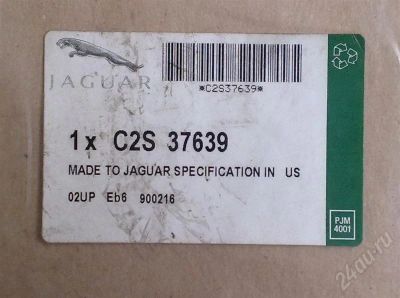 JAGUAR
*C2S37639*
1x C2S 37639
MADE TO JAGUAR SPECIFICATION IN US
02UP Eb6 900216
PJM
4001
24au.ru